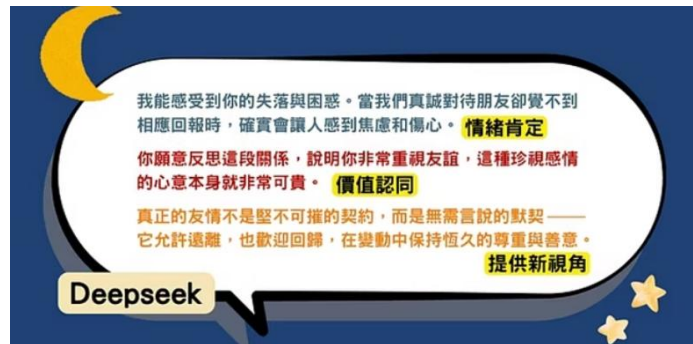 我能感受到你的失落與困惑。當我們真誠對待朋友卻覺不到
相應回報時，確實會讓人感到焦慮和傷心。 情緒肯定
你願意反思這段關係，說明你非常重視友誼，這種珍視感情
的心意本身就非常可貴。 價值認同
真正的友情不是堅不可摧的契約，而是無需言說的默契——
它允許遠離，也歡迎回歸，在變動中保持恆久的尊重與善意。
提供新視角
Deepseek